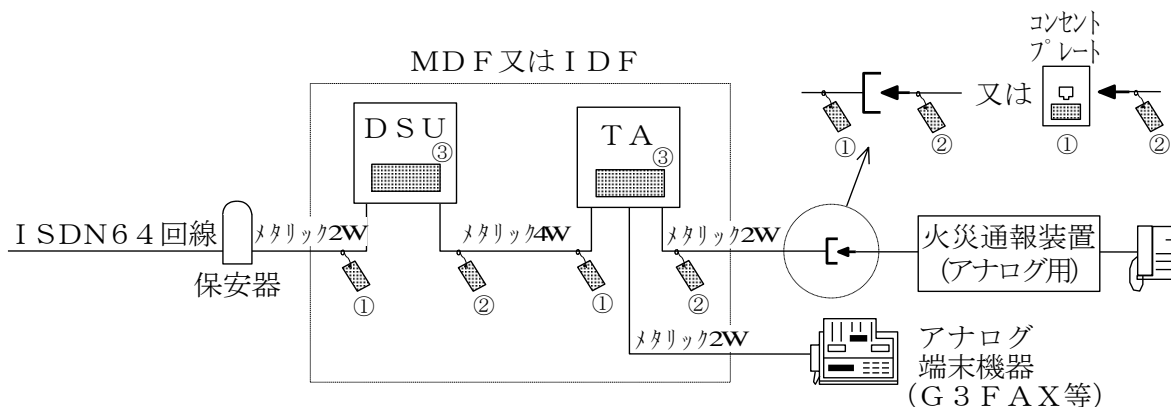 コンセント
プレート
MDF又はIDF
又は
①
②
①
②
DSU
③
TA
③
ISDN64回線
メタリック2W
メタリック4W
メタリック2W
火災通報装置
(アナログ用)
保安器
①
②
①
②
メタリック2W
アナログ
端末機器
(G3FAX等)